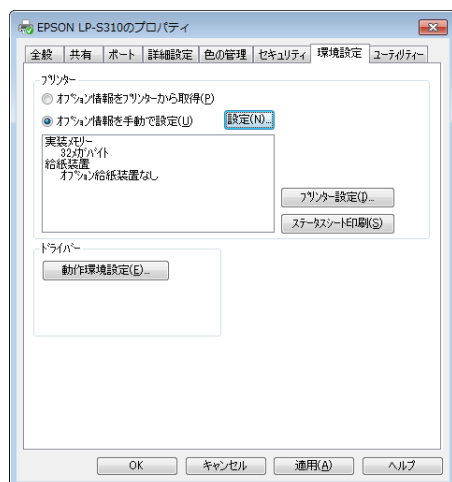 EPSON LP-S310のプロパティ
全般 共有 ポート 詳細設定 色の管理 セキュリティ 環境設定 ユーティリティー
プリンター
オプション情報をプリンターから取得(P)
オプション情報を手動で設定(U) 設定(N)...
実装メモリー
32メガバイト
給紙装置
オプション給紙装置なし
プリンター設定(I)...
ステータスシート印刷(S)
ドライバー
動作環境設定(E)...
OK キャンセル 適用(A) ヘルプ